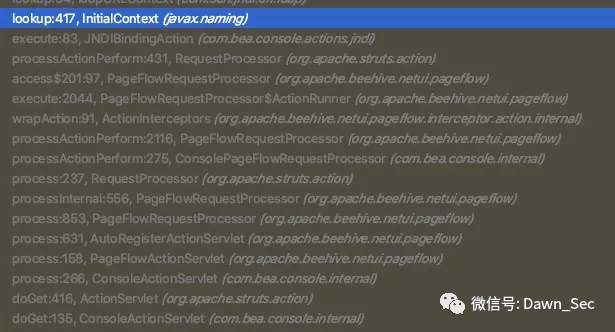 lookup:417, InitialContext (javax.naming)
execute:83, JNDIBindingAction (com.bea.console.actions.jndi)
processActionPerform:431, RequestProcessor (org.apache.struts.action)
access$201:97, PageFlowRequestProcessor (org.apache.beehive.netui.pageflow)
execute:2044, PageFlowRequestProcessor$ActionRunner (org.apache.beehive.netui.pageflow)
wrapAction:91, ActionInterceptors (org.apache.beehive.netui.pageflow.interceptor.action.internal)
processActionPerform:2116, PageFlowRequestProcessor (org.apache.beehive.netui.pageflow)
processActionPerform:275, ConsolePageFlowRequestProcessor (com.bea.console.internal)
process:237, RequestProcessor (org.apache.struts.action)
processInternal:556, PageFlowRequestProcessor (org.apache.beehive.netui.pageflow)
process:853, PageFlowRequestProcessor (org.apache.beehive.netui.pageflow)
process:631, AutoRegisterActionServlet (org.apache.beehive.netui.pageflow)
process:158, PageFlowActionServlet (org.apache.beehive.netui.pageflow)
process:266, ConsoleActionServlet (com.bea.console.internal)
doGet:416, ActionServlet (org.apache.struts.action)
doGet:135, ConsoleActionServlet (com.bea.console.internal)
微信号: Dawn_Sec